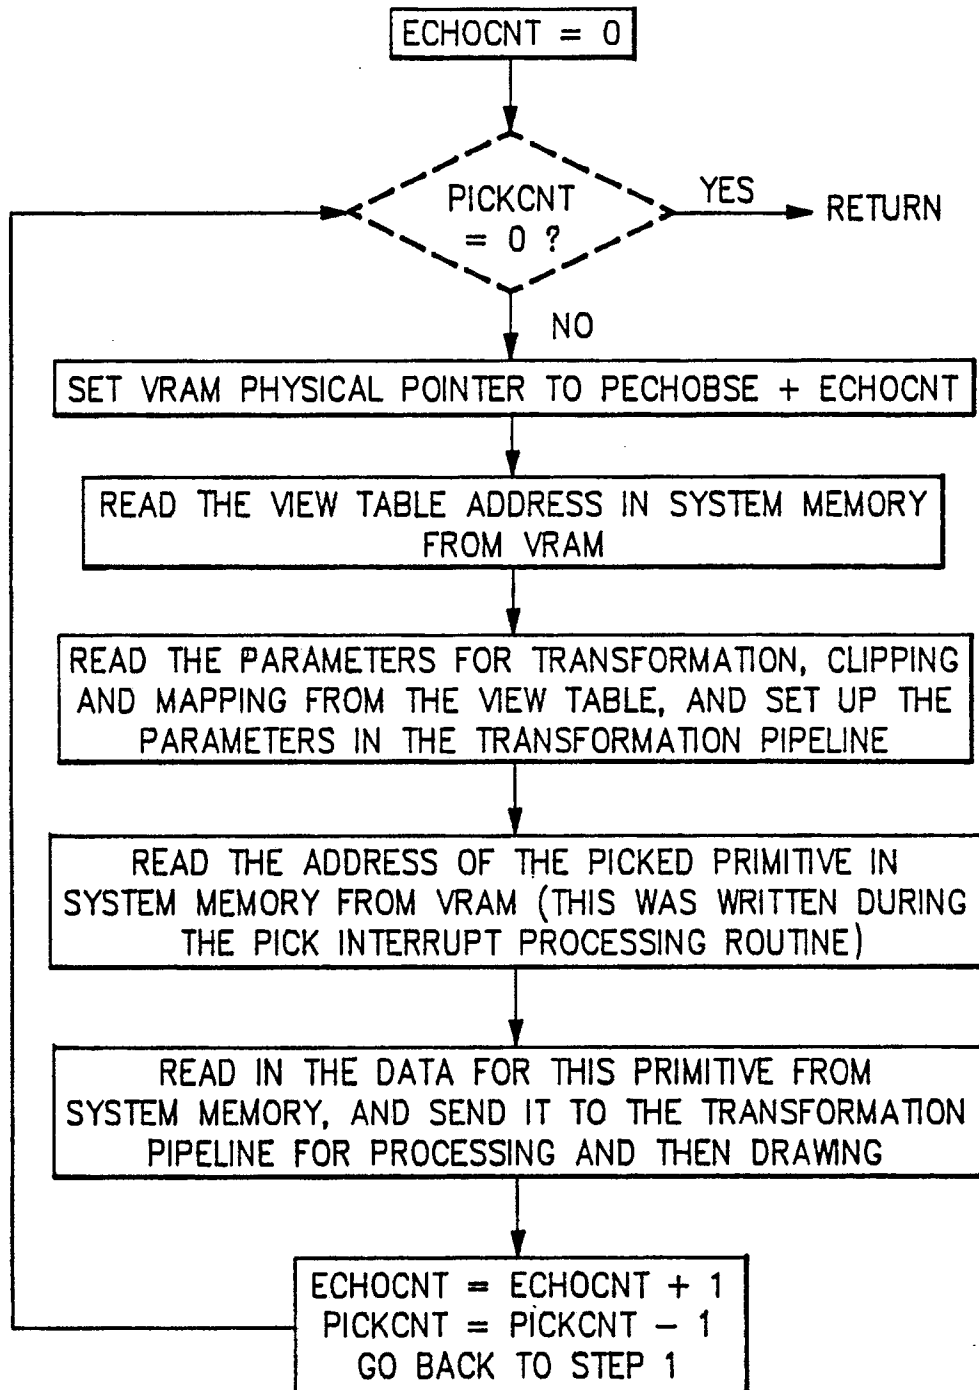 ECHOCNT = 0
PICKCNT
= 0 ?
YES
RETURN
NO
SET VRAM PHYSICAL POINTER TO PECHOBSE + ECHOCNT
READ THE VIEW TABLE ADDRESS IN SYSTEM MEMORY
FROM VRAM
READ THE PARAMETERS FOR TRANSFORMATION, CLIPPING
AND MAPPING FROM THE VIEW TABLE, AND SET UP THE
PARAMETERS IN THE TRANSFORMATION PIPELINE
READ THE ADDRESS OF THE PICKED PRIMITIVE IN
SYSTEM MEMORY FROM VRAM (THIS WAS WRITTEN DURING
THE PICK INTERRUPT PROCESSING ROUTINE)
READ IN THE DATA FOR THIS PRIMITIVE FROM
SYSTEM MEMORY, AND SEND IT TO THE TRANSFORMATION
PIPELINE FOR PROCESSING AND THEN DRAWING
ECHOCNT = ECHOCNT + 1
PICKCNT = PICKCNT − 1
GO BACK TO STEP 1